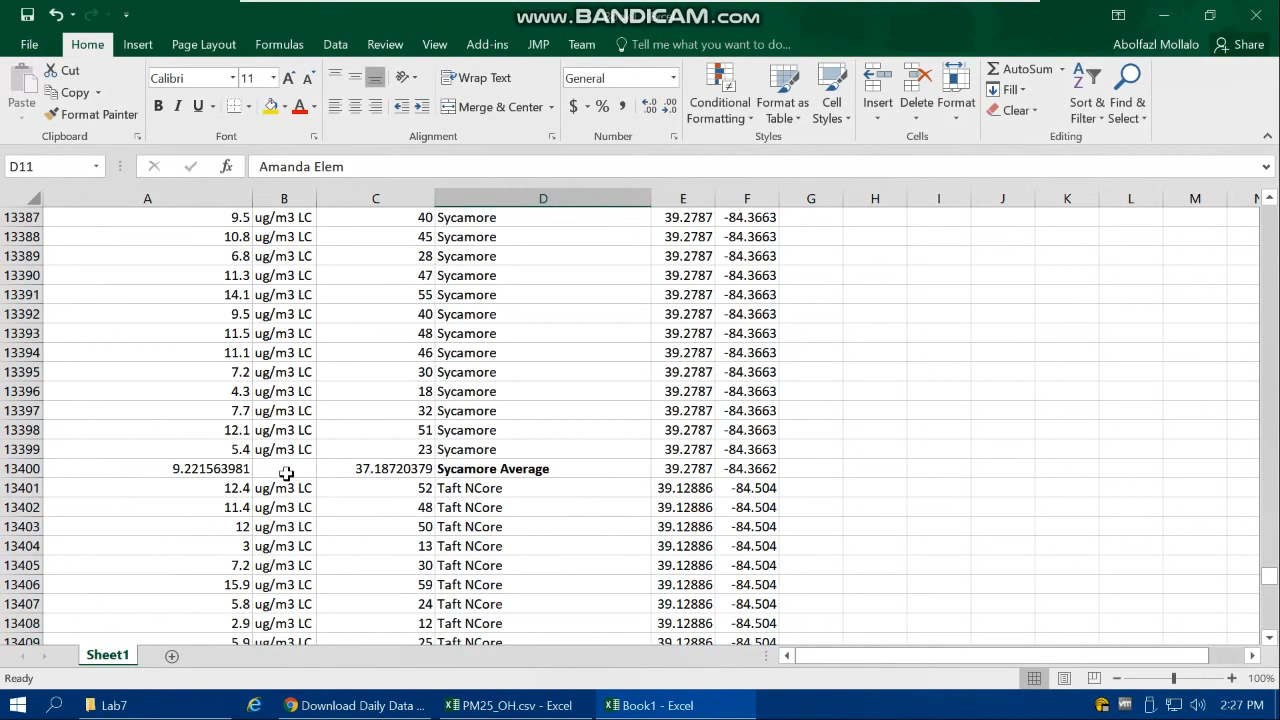 www.BANDICAM.com
File Home Insert Page Layout Formulas Data Review View Add-ins JMP Team Tell me what you want to do... Abolfazl Mollalo Share
Cut
Copy
Format Painter
Paste
Calibri 11
B I U
A A
Wrap Text
Merge & Center
General
$ % ,
Conditional Formatting
Format as Table
Cell Styles
Insert Delete Format
AutoSum
Fill
Clear
Sort & Filter
Find & Select
Clipboard Font Alignment Number Styles Cells Editing
D11 fx Amanda Elem
A B C D E F G H I J K L M N
13387 9.5 ug/m3 LC 40 Sycamore 39.2787 -84.3663
13388 10.8 ug/m3 LC 45 Sycamore 39.2787 -84.3663
13389 6.8 ug/m3 LC 28 Sycamore 39.2787 -84.3663
13390 11.3 ug/m3 LC 47 Sycamore 39.2787 -84.3663
13391 14.1 ug/m3 LC 55 Sycamore 39.2787 -84.3663
13392 9.5 ug/m3 LC 40 Sycamore 39.2787 -84.3663
13393 11.5 ug/m3 LC 48 Sycamore 39.2787 -84.3663
13394 11.1 ug/m3 LC 46 Sycamore 39.2787 -84.3663
13395 7.2 ug/m3 LC 30 Sycamore 39.2787 -84.3663
13396 4.3 ug/m3 LC 18 Sycamore 39.2787 -84.3663
13397 7.7 ug/m3 LC 32 Sycamore 39.2787 -84.3663
13398 12.1 ug/m3 LC 51 Sycamore 39.2787 -84.3663
13399 5.4 ug/m3 LC 23 Sycamore 39.2787 -84.3663
13400 9.221563981 37.18720379 Sycamore Average 39.2787 -84.3662
13401 12.4 ug/m3 LC 52 Taft NCore 39.12886 -84.504
13402 11.4 ug/m3 LC 48 Taft NCore 39.12886 -84.504
13403 12 ug/m3 LC 50 Taft NCore 39.12886 -84.504
13404 3 ug/m3 LC 13 Taft NCore 39.12886 -84.504
13405 7.2 ug/m3 LC 30 Taft NCore 39.12886 -84.504
13406 15.9 ug/m3 LC 59 Taft NCore 39.12886 -84.504
13407 5.8 ug/m3 LC 24 Taft NCore 39.12886 -84.504
13408 2.9 ug/m3 LC 12 Taft NCore 39.12886 -84.504
13409 5.9 ug/m3 LC 25 Taft NCore 39.12886 -84.504
Sheet1
Ready 100%
Lab7 Download Daily Data ... PM25_OH.csv - Excel Book1 - Excel 2:27 PM